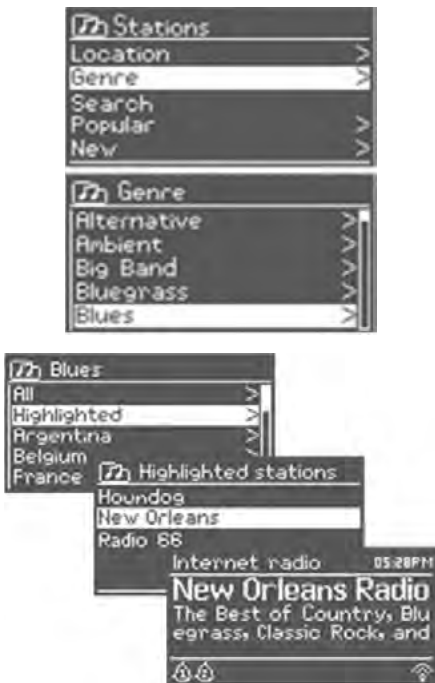 Stations
Location >
Genre >
Search
Popular >
New >
Genre
Alternative >
Ambient >
Big Band >
Bluegrass >
Blues >
Blues
All >
Highlighted >
Argentina >
Belgium
France
Highlighted stations
Houndog
New Orleans
Radio 66
Internet radio 05:28PM
New Orleans Radio
The Best of Country, Blu
egrass, Classic Rock, and
1 2